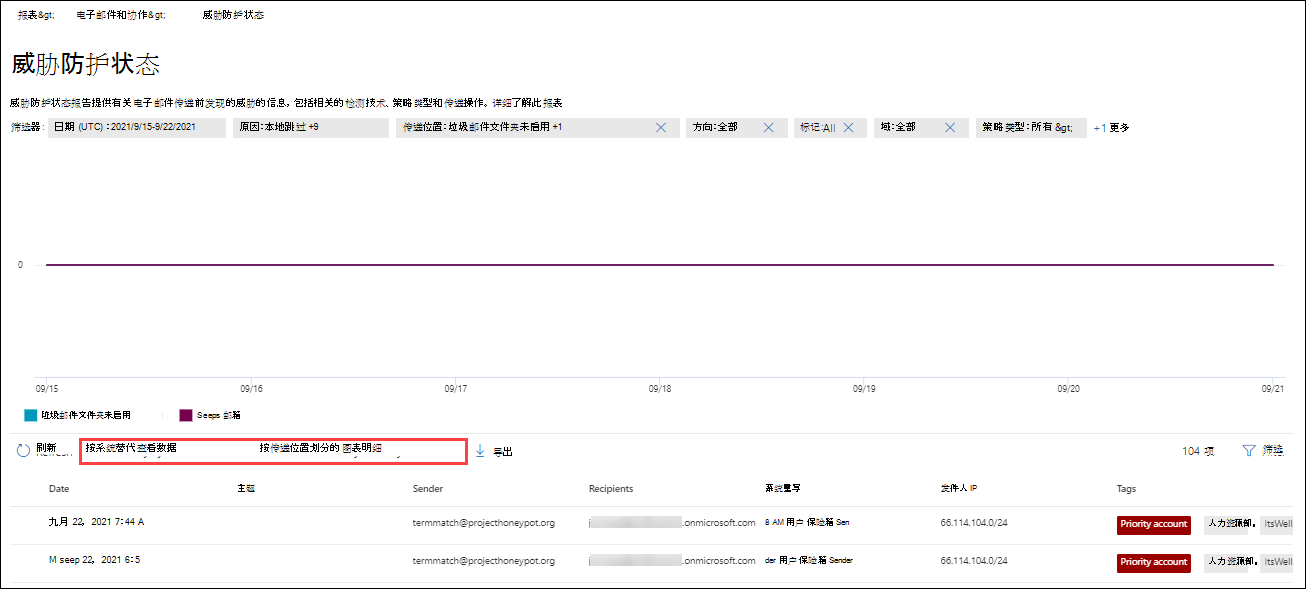 报表&gt; 电子邮件和协作&gt; 威胁防护状态
威胁防护状态
威胁防护状态报告提供有关电子邮件传递前发现的威胁的信息，包括相关的检测技术、策略类型和传递操作。详细了解此报表
筛选器: 日期 (UTC) :2021/9/15-9/22/2021 原因:本地跳过 +9 传递位置:垃圾邮件文件夹未启用 +1 方向:全部 标记:All 域:全部 策略类型:所有 &gt; +1 更多
0
09/15 09/16 09/17 09/18 09/19 09/20 09/21
垃圾邮件文件夹未启用 Seeps 邮箱
刷新 按系统替代查看数据 按传递位置划分的 图表明细 导出 104 项 筛选
Date 主题 Sender Recipients 系统重写 发件人 IP Tags
九月 22，2021 7:44 A termmatch@projecthoneypot.org .onmicrosoft.com 8 AM 用户 保险箱 Sen 66.114.104.0/24 Priority account 人力资源部, ItsWell
M seep 22，2021 6:5 termmatch@projecthoneypot.org .onmicrosoft.com der 用户 保险箱 Sender 66.114.104.0/24 Priority account 人力资源部, ItsWell